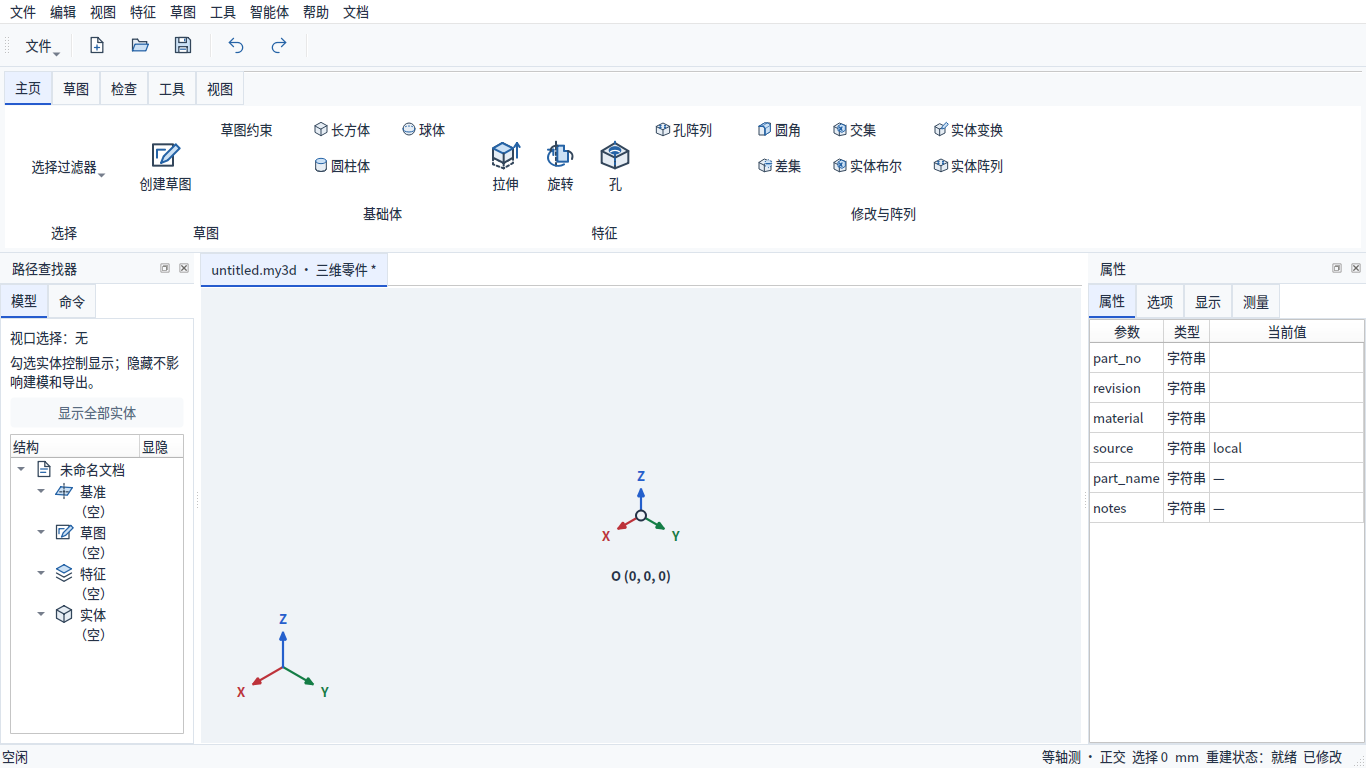 文件 编辑 视图 特征 草图 工具 智能体 帮助 文档
文件
主页 草图 检查 工具 视图
选择过滤器
选择
创建草图
草图约束
草图
长方体 球体
圆柱体
基础体
拉伸 旋转 孔
孔阵列
特征
圆角 交集 实体变换
差集 实体布尔 实体阵列
修改与阵列
路径查找器
模型 命令
视口选择：无
勾选实体控制显示；隐藏不影
响建模和导出。
显示全部实体
结构 显隐
未命名文档
基准
（空）
草图
（空）
特征
（空）
实体
（空）
untitled.my3d · 三维零件 *
Z
X Y
O (0, 0, 0)
Z
X Y
属性
属性 选项 显示 测量
参数 类型 当前值
part_no 字符串
revision 字符串
material 字符串
source 字符串 local
part_name 字符串 —
notes 字符串 —
空闲
等轴测 · 正交 选择 0 mm 重建状态：就绪 已修改